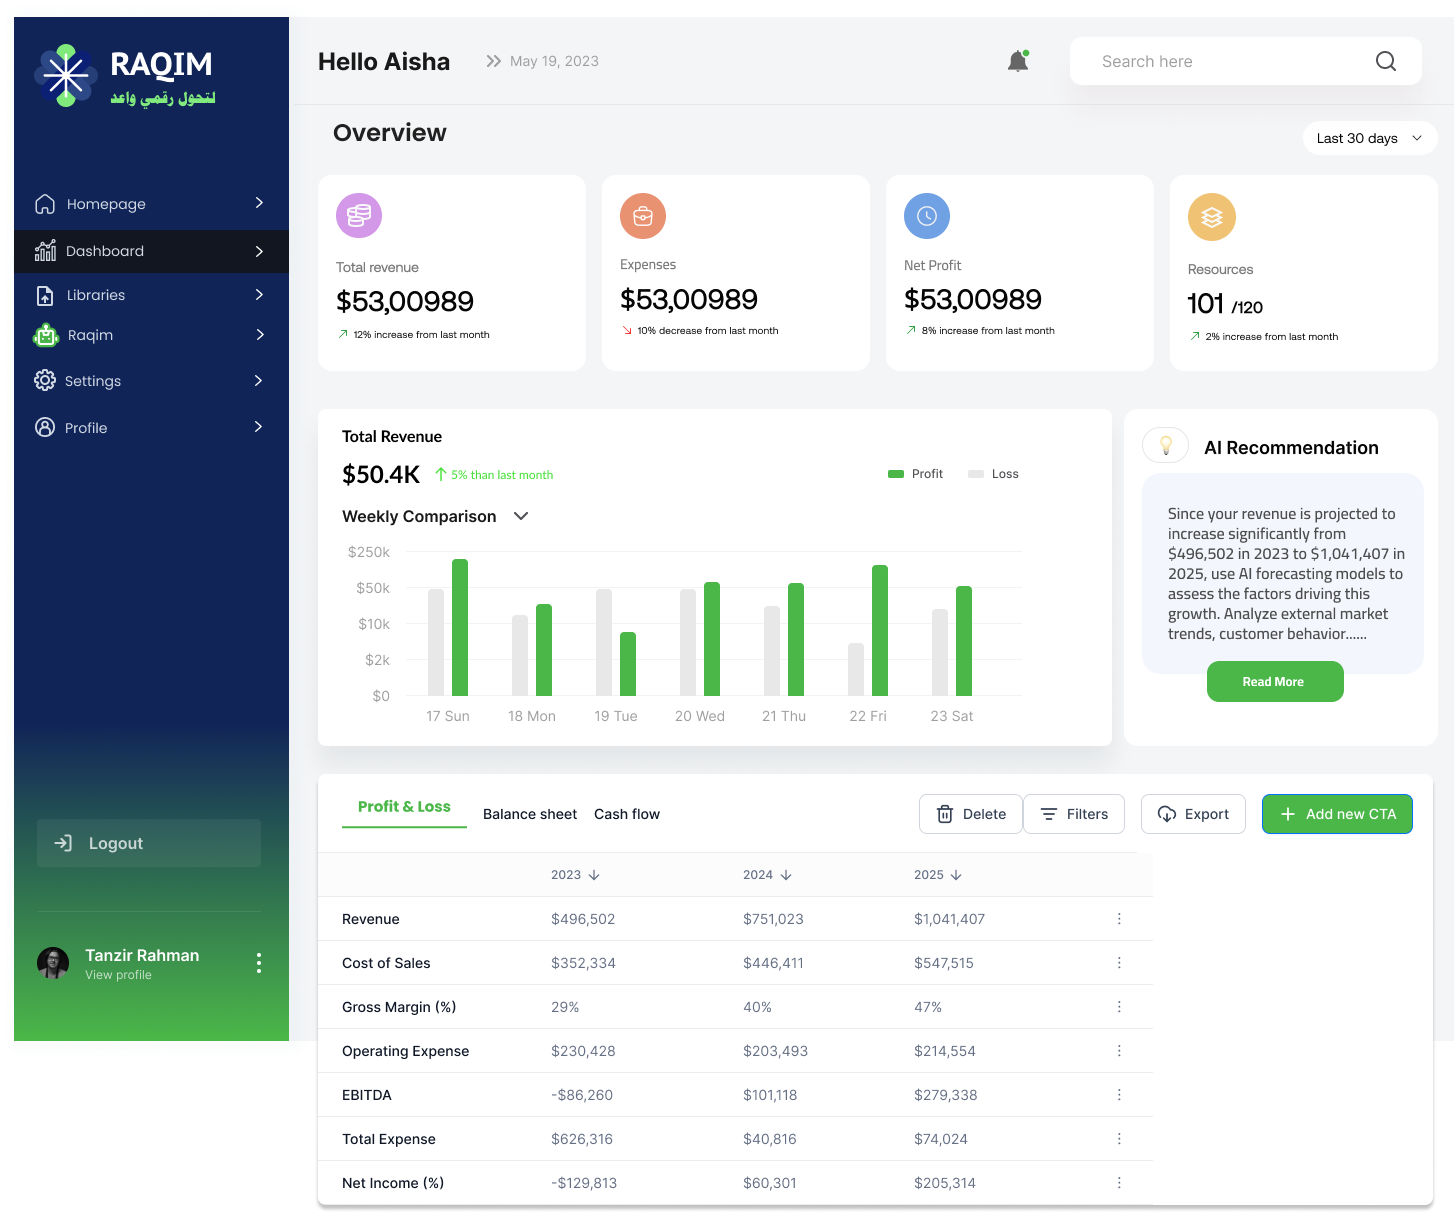 RAQIM
لتحول رقمي واعد
Homepage
Dashboard
Libraries
Raqim
Settings
Profile
Logout
Tanzir Rahman
View profile
Hello Aisha
May 19, 2023
Search here
Overview
Last 30 days
Total revenue
$53,00989
12% increase from last month
Expenses
$53,00989
10% decrease from last month
Net Profit
$53,00989
8% increase from last month
Resources
101 /120
2% increase from last month
Total Revenue
$50.4K 5% than last month
Profit Loss
Weekly Comparison
$250k
$50k
$10k
$2k
$0
17 Sun 18 Mon 19 Tue 20 Wed 21 Thu 22 Fri 23 Sat
AI Recommendation
Since your revenue is projected to
increase significantly from
$496,502 in 2023 to $1,041,407 in
2025, use AI forecasting models to
assess the factors driving this
growth. Analyze external market
trends, customer behavior......
Read More
Profit & Loss Balance sheet Cash flow
Delete Filters Export Add new CTA
2023 2024 2025
Revenue $496,502 $751,023 $1,041,407
Cost of Sales $352,334 $446,411 $547,515
Gross Margin (%) 29% 40% 47%
Operating Expense $230,428 $203,493 $214,554
EBITDA -$86,260 $101,118 $279,338
Total Expense $626,316 $40,816 $74,024
Net Income (%) -$129,813 $60,301 $205,314